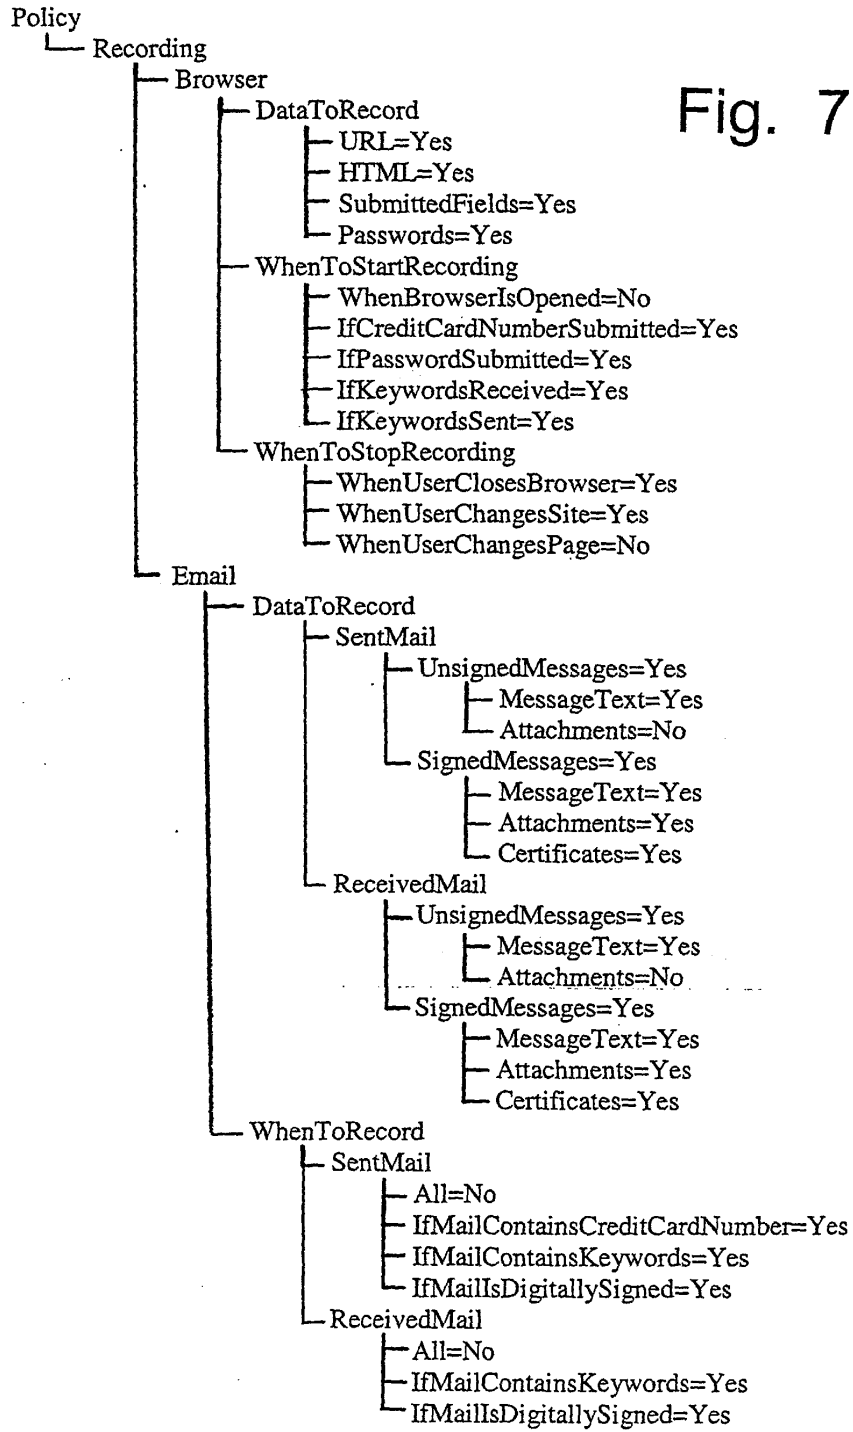 Policy
Recording
Browser
Fig. 7
DataToRecord
URL=Yes
HTML=Yes
SubmittedFields=Yes
Passwords=Yes
WhenToStartRecording
WhenBrowserIsOpened=No
IfCreditCardNumberSubmitted=Yes
IfPasswordSubmitted=Yes
IfKeywordsReceived=Yes
IfKeywordsSent=Yes
WhenToStopRecording
WhenUserClosesBrowser=Yes
WhenUserChangesSite=Yes
WhenUserChangesPage=No
Email
DataToRecord
SentMail
UnsignedMessages=Yes
MessageText=Yes
Attachments=No
SignedMessages=Yes
MessageText=Yes
Attachments=Yes
Certificates=Yes
ReceivedMail
UnsignedMessages=Yes
MessageText=Yes
Attachments=No
SignedMessages=Yes
MessageText=Yes
Attachments=Yes
Certificates=Yes
WhenToRecord
SentMail
All=No
IfMailContainsCreditCardNumber=Yes
IfMailContainsKeywords=Yes
IfMailIsDigitallySigned=Yes
ReceivedMail
All=No
IfMailContainsKeywords=Yes
IfMailIsDigitallySigned=Yes